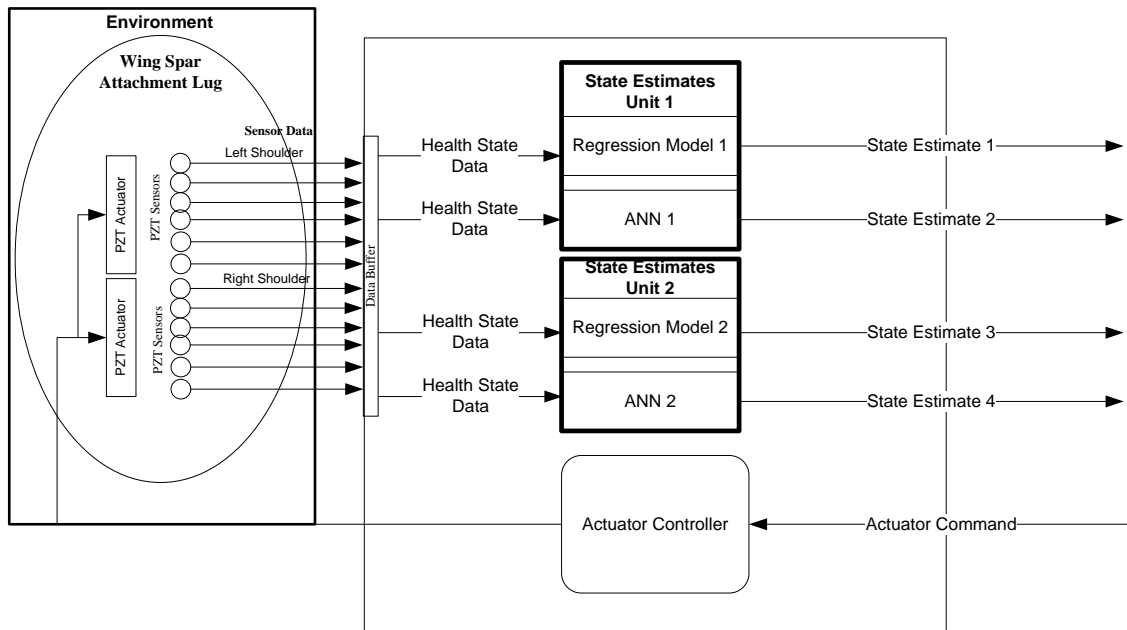 Environment
Wing Spar
Attachment Lug
Sensor Data
Left Shoulder
PZT Actuator
PZT Sensors
Right Shoulder
PZT Actuator
PZT Sensors
Data Buffer
Health State
Data
Health State
Data
Health State
Data
Health State
Data
State Estimates
Unit 1
Regression Model 1
ANN 1
State Estimates
Unit 2
Regression Model 2
ANN 2
State Estimate 1
State Estimate 2
State Estimate 3
State Estimate 4
Actuator Controller
Actuator Command